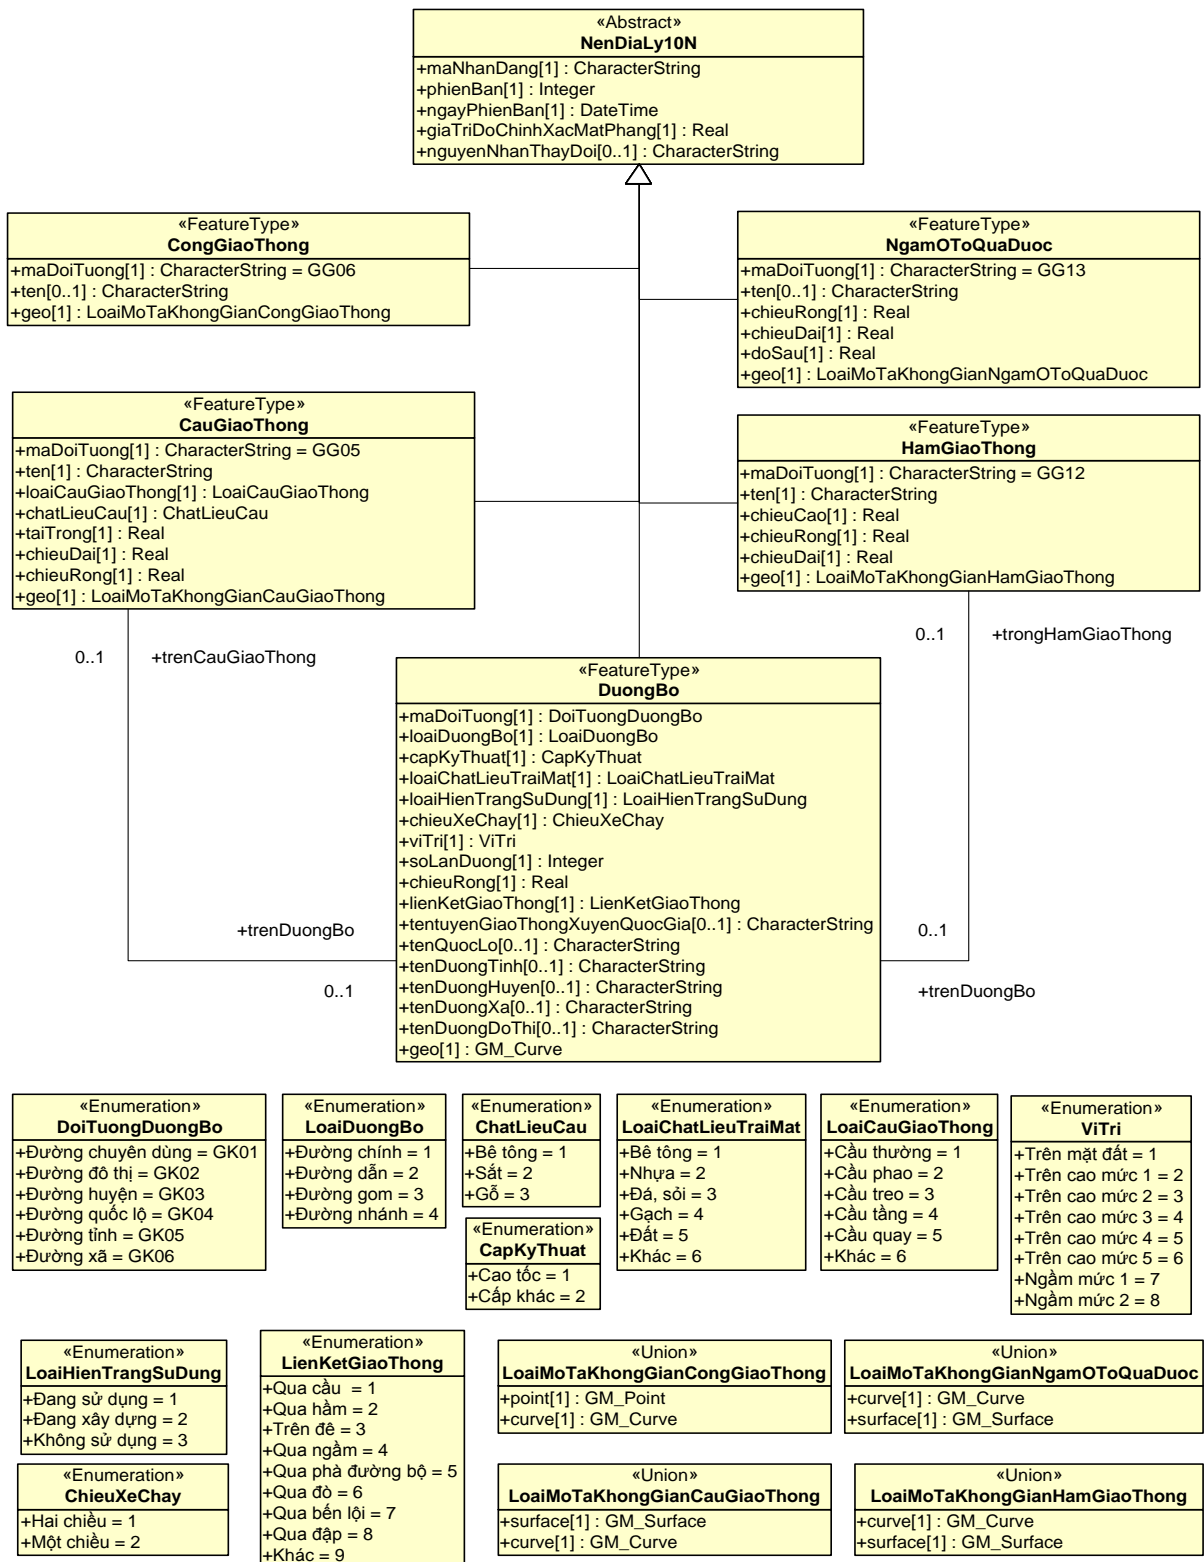 «Abstract»
NenDiaLy10N
+maNhanDang[1] : CharacterString
+phienBan[1] : Integer
+ngayPhienBan[1] : DateTime
+giaTriDoChinhXacMatPhang[1] : Real
+nguyenNhanThayDoi[0..1] : CharacterString
«FeatureType»
CongGiaoThong
+maDoiTuong[1] : CharacterString = GG06
+ten[0..1] : CharacterString
+geo[1] : LoaiMoTaKhongGianCongGiaoThong
«FeatureType»
NgamOToQuaDuoc
+maDoiTuong[1] : CharacterString = GG13
+ten[0..1] : CharacterString
+chieuRong[1] : Real
+chieuDai[1] : Real
+doSau[1] : Real
+geo[1] : LoaiMoTaKhongGianNgamOToQuaDuoc
«FeatureType»
CauGiaoThong
+maDoiTuong[1] : CharacterString = GG05
+ten[1] : CharacterString
+loaiCauGiaoThong[1] : LoaiCauGiaoThong
+chatLieuCau[1] : ChatLieuCau
+taiTrong[1] : Real
+chieuDai[1] : Real
+chieuRong[1] : Real
+geo[1] : LoaiMoTaKhongGianCauGiaoThong
«FeatureType»
HamGiaoThong
+maDoiTuong[1] : CharacterString = GG12
+ten[1] : CharacterString
+chieuCao[1] : Real
+chieuRong[1] : Real
+chieuDai[1] : Real
+geo[1] : LoaiMoTaKhongGianHamGiaoThong
0..1
+trenCauGiaoThong
0..1
+trongHamGiaoThong
«FeatureType»
DuongBo
+maDoiTuong[1] : DoiTuongDuongBo
+loaiDuongBo[1] : LoaiDuongBo
+capKyThuat[1] : CapKyThuat
+loaiChatLieuTraiMat[1] : LoaiChatLieuTraiMat
+loaiHienTrangSuDung[1] : LoaiHienTrangSuDung
+chieuXeChay[1] : ChieuXeChay
+viTri[1] : ViTri
+soLanDuong[1] : Integer
+chieuRong[1] : Real
+lienKetGiaoThong[1] : LienKetGiaoThong
+tentuyenGiaoThongXuyenQuocGia[0..1] : CharacterString
+tenQuocLo[0..1] : CharacterString
+tenDuongTinh[0..1] : CharacterString
+tenDuongHuyen[0..1] : CharacterString
+tenDuongXa[0..1] : CharacterString
+tenDuongDoThi[0..1] : CharacterString
+geo[1] : GM_Curve
+trenDuongBo
0..1
0..1
+trenDuongBo
«Enumeration»
DoiTuongDuongBo
+Đường chuyên dùng = GK01
+Đường đô thị = GK02
+Đường huyện = GK03
+Đường quốc lộ = GK04
+Đường tỉnh = GK05
+Đường xã = GK06
«Enumeration»
LoaiDuongBo
+Đường chính = 1
+Đường dẫn = 2
+Đường gom = 3
+Đường nhánh = 4
«Enumeration»
ChatLieuCau
+Bê tông = 1
+Sắt = 2
+Gỗ = 3
«Enumeration»
CapKyThuat
+Cao tốc = 1
+Cấp khác = 2
«Enumeration»
LoaiChatLieuTraiMat
+Bê tông = 1
+Nhựa = 2
+Đá, sỏi = 3
+Gạch = 4
+Đất = 5
+Khác = 6
«Enumeration»
LoaiCauGiaoThong
+Cầu thường = 1
+Cầu phao = 2
+Cầu treo = 3
+Cầu tầng = 4
+Cầu quay = 5
+Khác = 6
«Enumeration»
ViTri
+Trên mặt đất = 1
+Trên cao mức 1 = 2
+Trên cao mức 2 = 3
+Trên cao mức 3 = 4
+Trên cao mức 4 = 5
+Trên cao mức 5 = 6
+Ngầm mức 1 = 7
+Ngầm mức 2 = 8
«Enumeration»
LoaiHienTrangSuDung
+Đang sử dụng = 1
+Đang xây dựng = 2
+Không sử dụng = 3
«Enumeration»
ChieuXeChay
+Hai chiều = 1
+Một chiều = 2
«Enumeration»
LienKetGiaoThong
+Qua cầu = 1
+Qua hầm = 2
+Trên đê = 3
+Qua ngầm = 4
+Qua phà đường bộ = 5
+Qua đò = 6
+Qua bến lội = 7
+Qua đập = 8
+Khác = 9
«Union»
LoaiMoTaKhongGianCongGiaoThong
+point[1] : GM_Point
+curve[1] : GM_Curve
«Union»
LoaiMoTaKhongGianNgamOToQuaDuoc
+curve[1] : GM_Curve
+surface[1] : GM_Surface
«Union»
LoaiMoTaKhongGianCauGiaoThong
+surface[1] : GM_Surface
+curve[1] : GM_Curve
«Union»
LoaiMoTaKhongGianHamGiaoThong
+curve[1] : GM_Curve
+surface[1] : GM_Surface